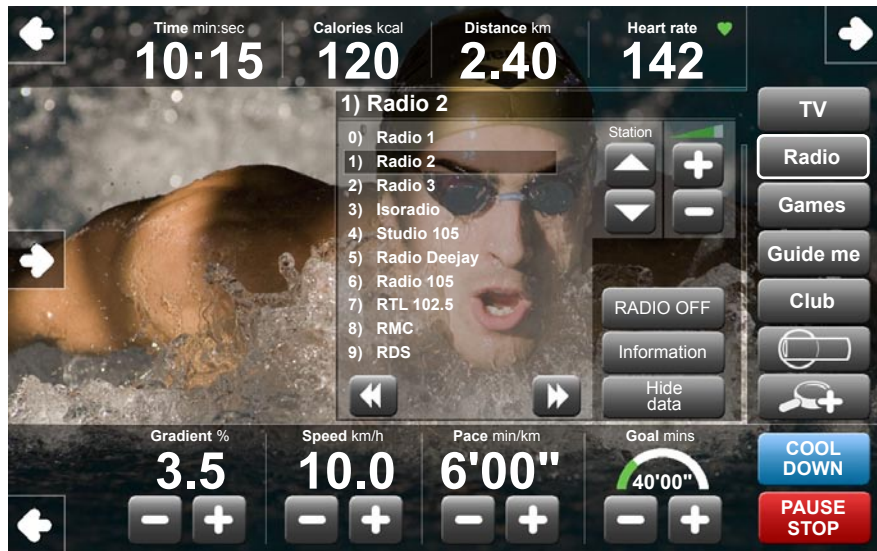 Time min:sec
10:15
Calories kcal
120
Distance km
2.40
Heart rate
142
1) Radio 2
0) Radio 1
1) Radio 2
2) Radio 3
3) Isoradio
4) Studio 105
5) Radio Deejay
6) Radio 105
7) RTL 102.5
8) RMC
9) RDS
Station
RADIO OFF
Information
Hide
data
TV
Radio
Games
Guide me
Club
COOL
DOWN
PAUSE
STOP
Gradient %
3.5
Speed km/h
10.0
Pace min/km
6'00"
Goal mins
40'00"